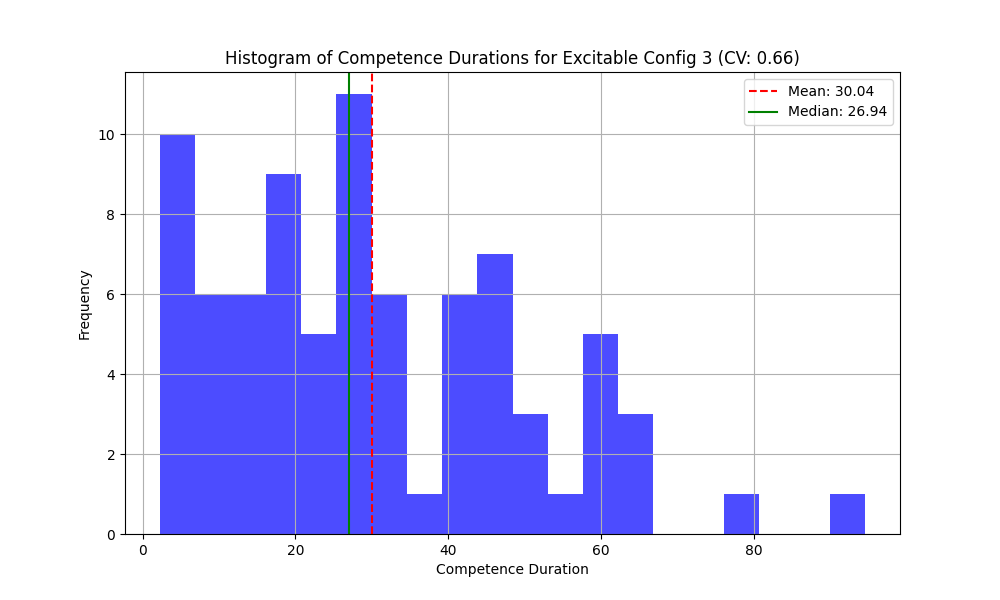 Histogram of Competence Durations for Excitable Config 3 (CV: 0.66)
Mean: 30.04
Median: 26.94
Frequency
10
8
6
4
2
0
0 20 40 60 80
Competence Duration